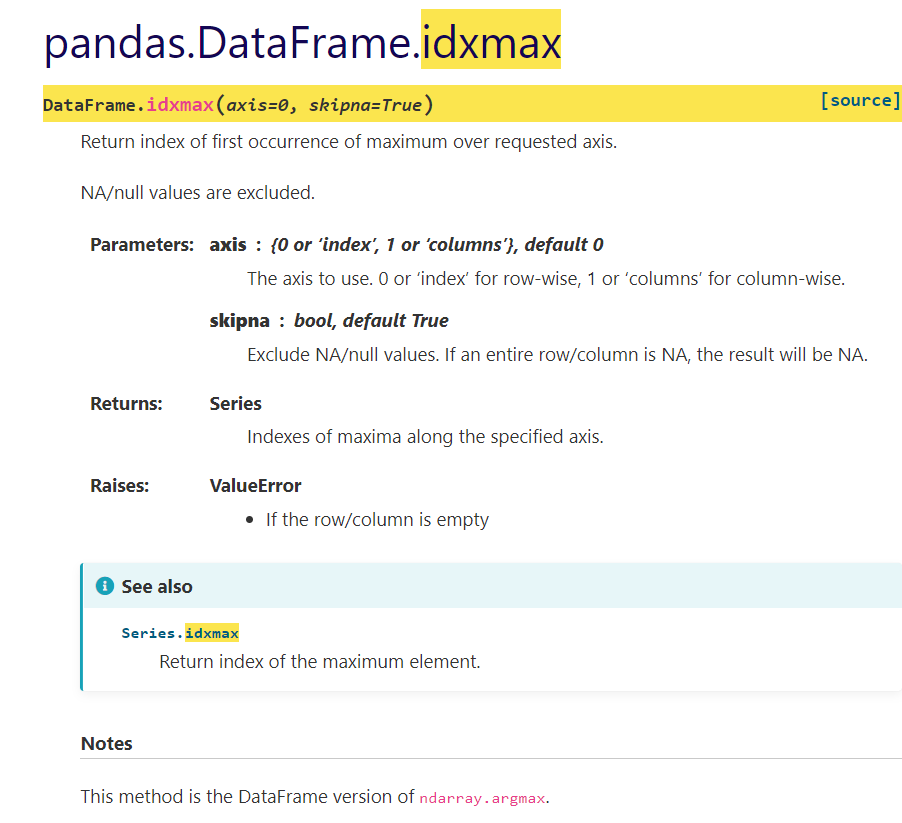 pandas.DataFrame.idxmax
DataFrame.idxmax(axis=0, skipna=True) [source]
Return index of first occurrence of maximum over requested axis.
NA/null values are excluded.
Parameters: axis : {0 or ‘index’, 1 or ‘columns’}, default 0
The axis to use. 0 or ‘index’ for row-wise, 1 or ‘columns’ for column-wise.
skipna : bool, default True
Exclude NA/null values. If an entire row/column is NA, the result will be NA.
Returns: Series
Indexes of maxima along the specified axis.
Raises: ValueError
• If the row/column is empty
See also
Series.idxmax
Return index of the maximum element.
Notes
This method is the DataFrame version of ndarray.argmax.